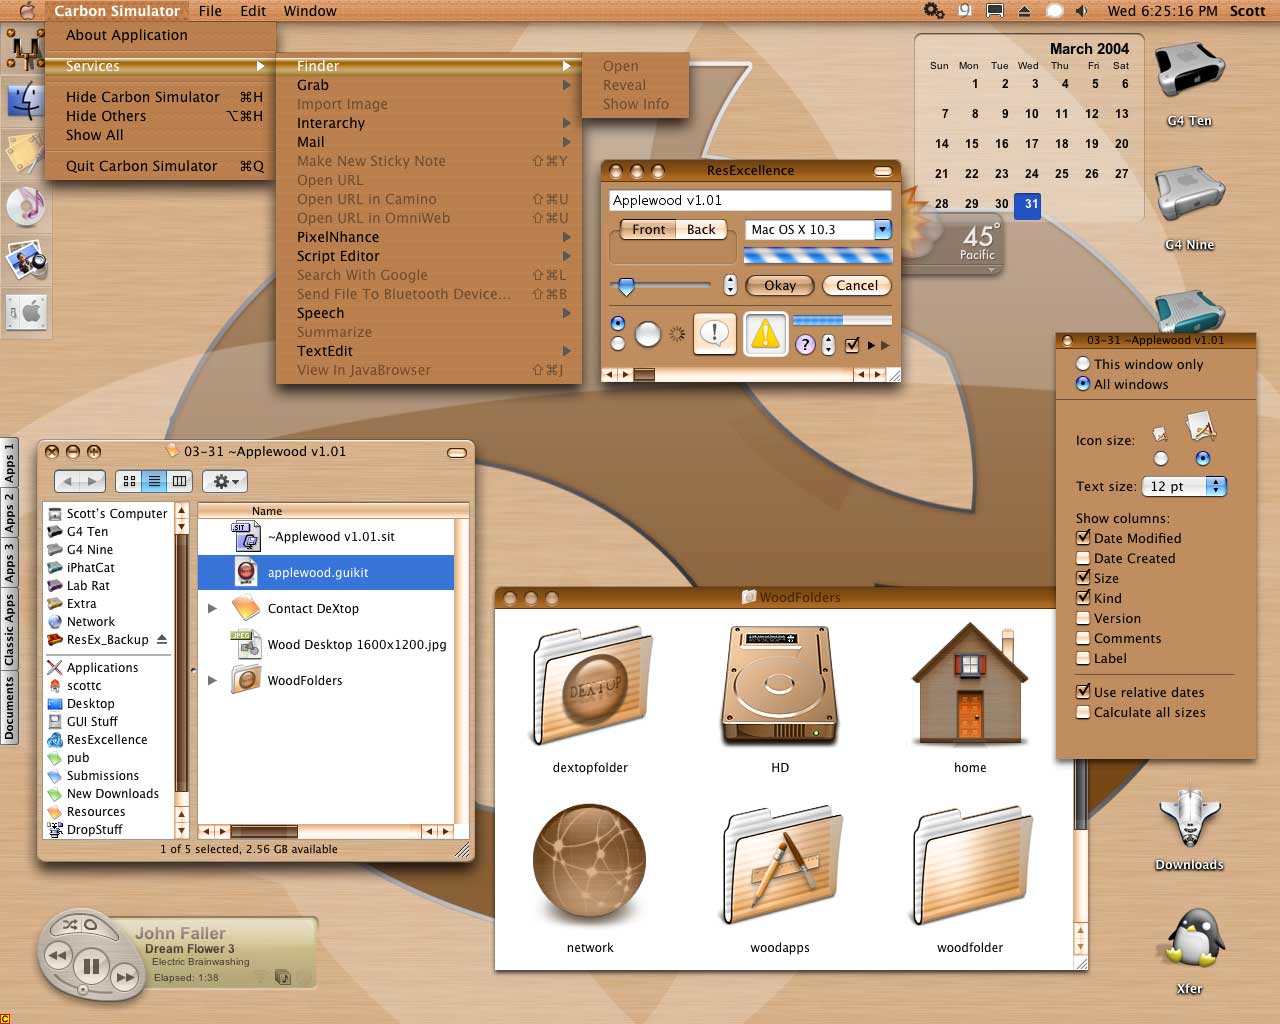 Carbon Simulator File Edit Window
Wed 6:25:16 PM Scott
About Application
Services
Hide Carbon Simulator ⌘H
Hide Others ⌥⌘H
Show All
Quit Carbon Simulator ⌘Q
Finder
Grab
Import Image
Interarchy
Mail
Make New Sticky Note ⇧⌘Y
Open URL
Open URL in Camino ⇧⌘U
Open URL in OmniWeb ⇧⌘U
PixelNhance
Script Editor
Search With Google ⇧⌘L
Send File To Bluetooth Device... ⇧⌘B
Speech
Summarize
TextEdit
View In JavaBrowser ⇧⌘J
Open
Reveal
Show Info
March 2004
Sun Mon Tue Wed Thu Fri Sat
1 2 3 4 5 6
7 8 9 10 11 12 13
14 15 16 17 18 19 20
21 22 23 24 25 26 27
28 29 30 31
45°
Pacific
G4 Ten
G4 Nine
ResExcellence
Applewood v1.01
Front Back
Mac OS X 10.3
Okay Cancel
03-31 ~Applewood v1.01
This window only
All windows
Icon size:
Text size: 12 pt
Show columns:
Date Modified
Date Created
Size
Kind
Version
Comments
Label
Use relative dates
Calculate all sizes
Apps 1
Apps 2
Apps 3
Classic Apps
Documents
03-31 ~Applewood v1.01
Scott's Computer
G4 Ten
G4 Nine
iPhatCat
Lab Rat
Extra
Network
ResEx_Backup
Applications
scottc
Desktop
GUI Stuff
ResExcellence
pub
Submissions
New Downloads
Resources
DropStuff
Name
SIT
~Applewood v1.01.sit
applewood.guikit
Contact DeXtop
JPEG
Wood Desktop 1600x1200.jpg
WoodFolders
1 of 5 selected, 2.56 GB available
WoodFolders
DEXTOP
dextopfolder
HD
home
network
woodapps
woodfolder
Downloads
Xfer
John Faller
Dream Flower 3
Electric Brainwashing
Elapsed: 1:38
C